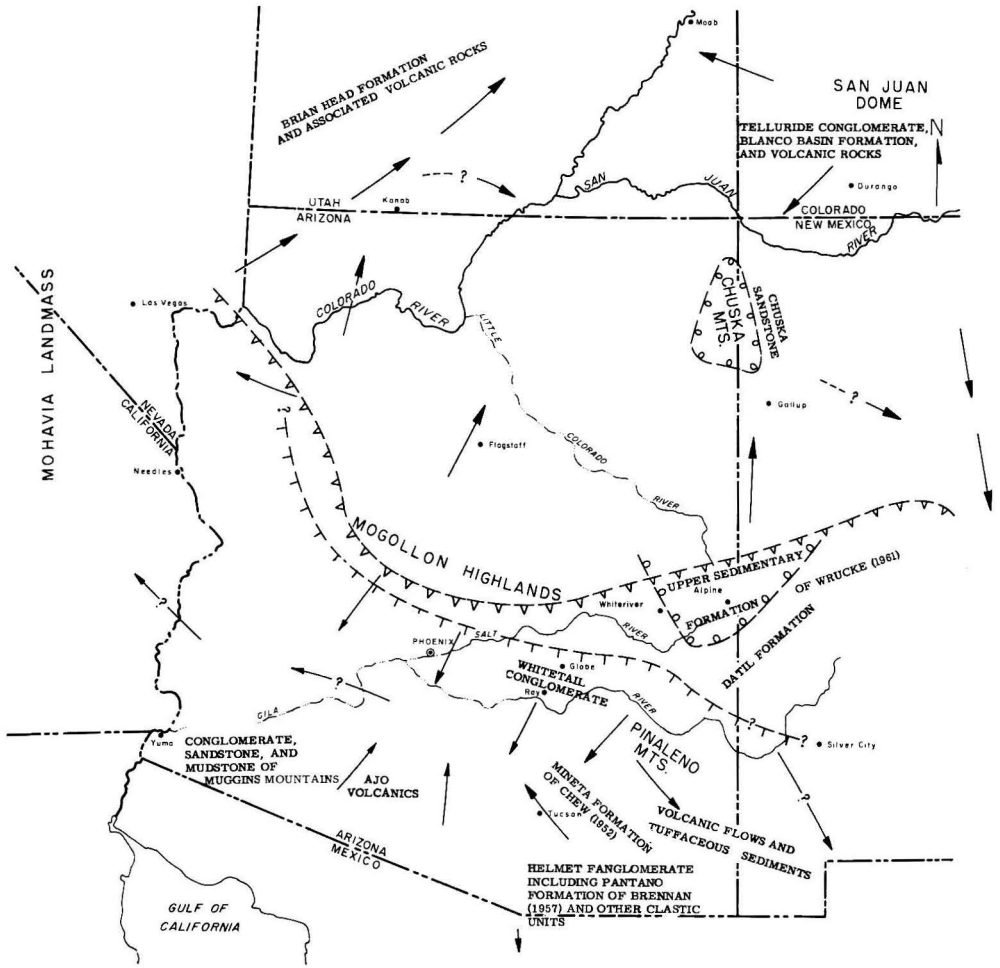 Moab
BRIAN HEAD FORMATION
AND ASSOCIATED VOLCANIC ROCKS
SAN JUAN
DOME
TELLURIDE CONGLOMERATE,
BLANCO BASIN FORMATION,
AND VOLCANIC ROCKS
N
?
SAN JUAN RIVER
Durango
Kanab
UTAH
ARIZONA
COLORADO
NEW MEXICO
MOHAVIA LANDMASS
Las Vegas
COLORADO RIVER
LITTLE COLORADO RIVER
CHUSKA
MTS.
CHUSKA
SANDSTONE
NEVADA
CALIFORNIA
?
?
Gallup
Flagstaff
Needles
MOGOLLON HIGHLANDS
UPPER SEDIMENTARY
Alpine
FORMATION
OF WRUCKE (1961)
Whiteriver
DATIL FORMATION
?
PHOENIX
SALT RIVER
Globe
WHITETAIL
CONGLOMERATE
Ray
?
GILA RIVER
PINALENO
MTS.
?
?
Silver City
Yuma
CONGLOMERATE,
SANDSTONE, AND
MUDSTONE OF
MUGGINS MOUNTAINS
AJO
VOLCANICS
MINETA FORMATION
OF CHEW (1952)
Tucson
VOLCANIC FLOWS AND
TUFFACEOUS SEDIMENTS
?
ARIZONA
MEXICO
HELMET FANGLOMERATE
INCLUDING PANTANO
FORMATION OF BRENNAN
(1957) AND OTHER CLASTIC
UNITS
GULF OF
CALIFORNIA